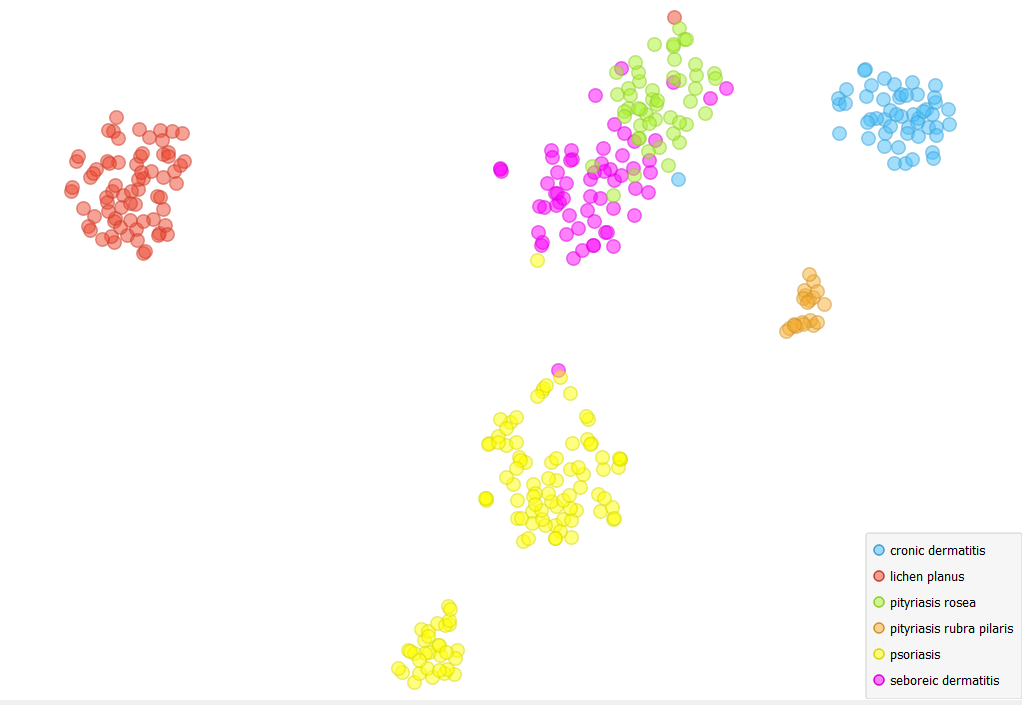 cronic dermatitis
lichen planus
pityriasis rosea
pityriasis rubra pilaris
psoriasis
seboreic dermatitis